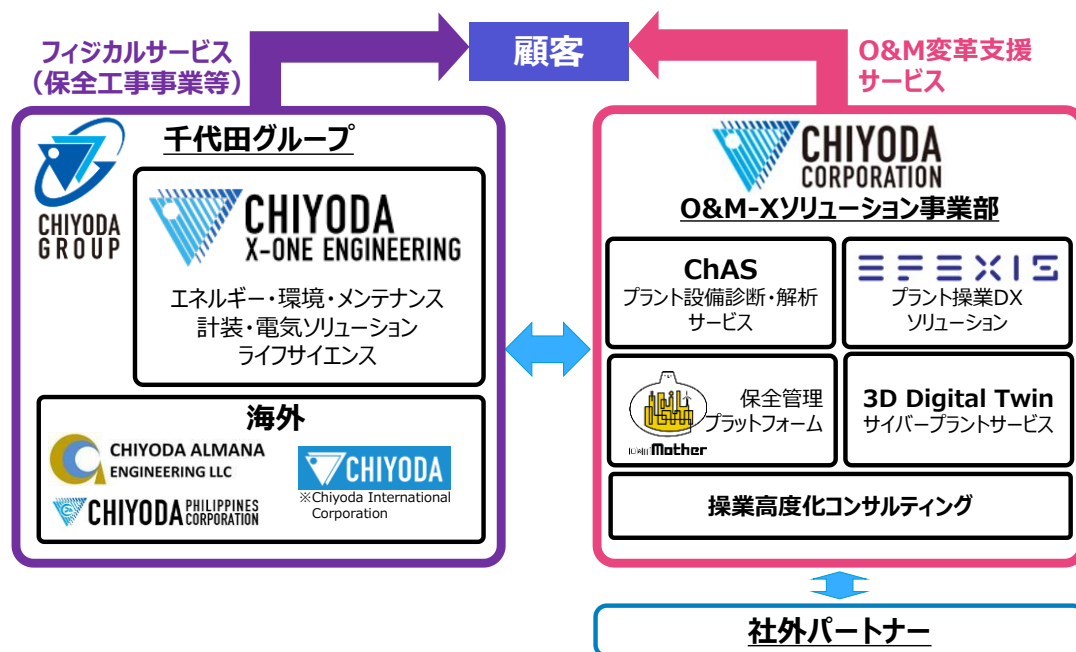 フィジカルサービス
（保全工事事業等）
顧客
O&M変革支援
サービス
千代田グループ
CHIYODA
GROUP
CHIYODA
X-ONE ENGINEERING
エネルギー・環境・メンテナンス
計装・電気ソリューション
ライフサイエンス
海外
CHIYODA ALMANA
ENGINEERING LLC
CHIYODA
※Chiyoda International
Corporation
CHIYODA PHILIPPINES
CORPORATION
CHIYODA
CORPORATION
O&M-Xソリューション事業部
ChAS
プラント設備診断・解析
サービス
EFEXIS
プラント操業DX
ソリューション
保全管理
プラットフォーム
Mother
3D Digital Twin
サイバープラントサービス
操業高度化コンサルティング
社外パートナー